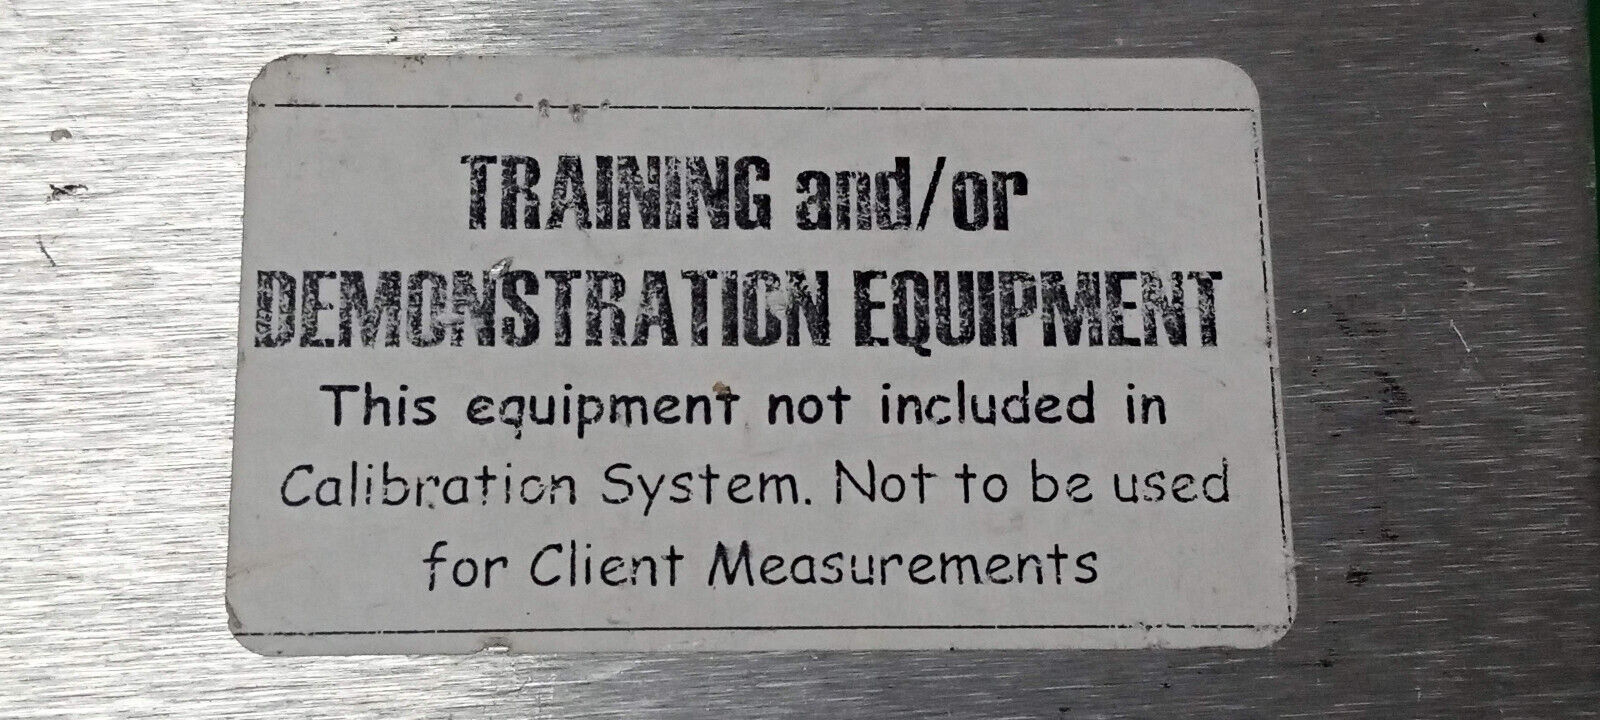 TRAINING and/or
DEMONSTRATION EQUIPMENT
This equipment not included in
Calibration System. Not to be used
for Client Measurements